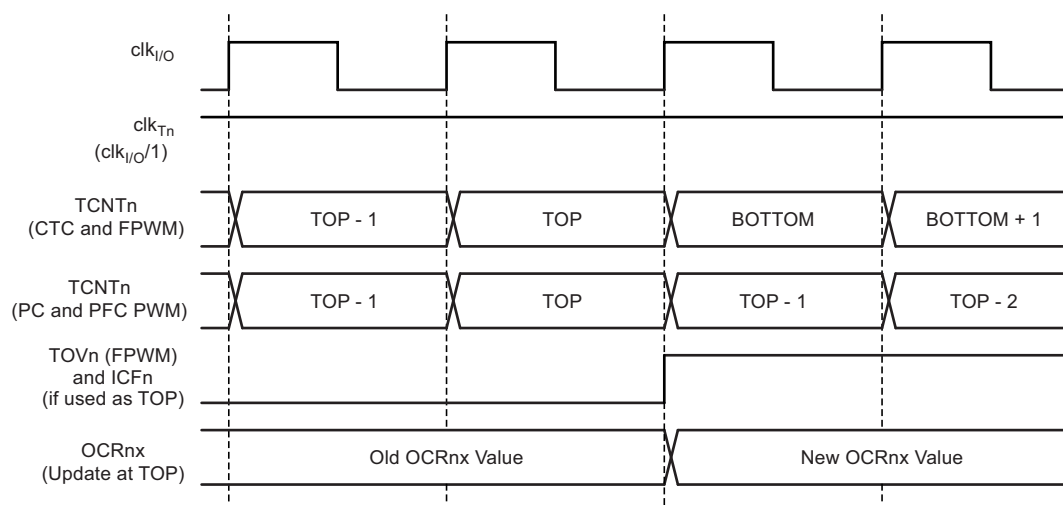 clkI/O
clkTn
(clkI/O/1)
TCNTn
(CTC and FPWM)
TOP - 1
TOP
BOTTOM
BOTTOM + 1
TCNTn
(PC and PFC PWM)
TOP - 1
TOP
TOP - 1
TOP - 2
TOVn (FPWM)
and ICFn
(if used as TOP)
OCRnx
(Update at TOP)
Old OCRnx Value
New OCRnx Value